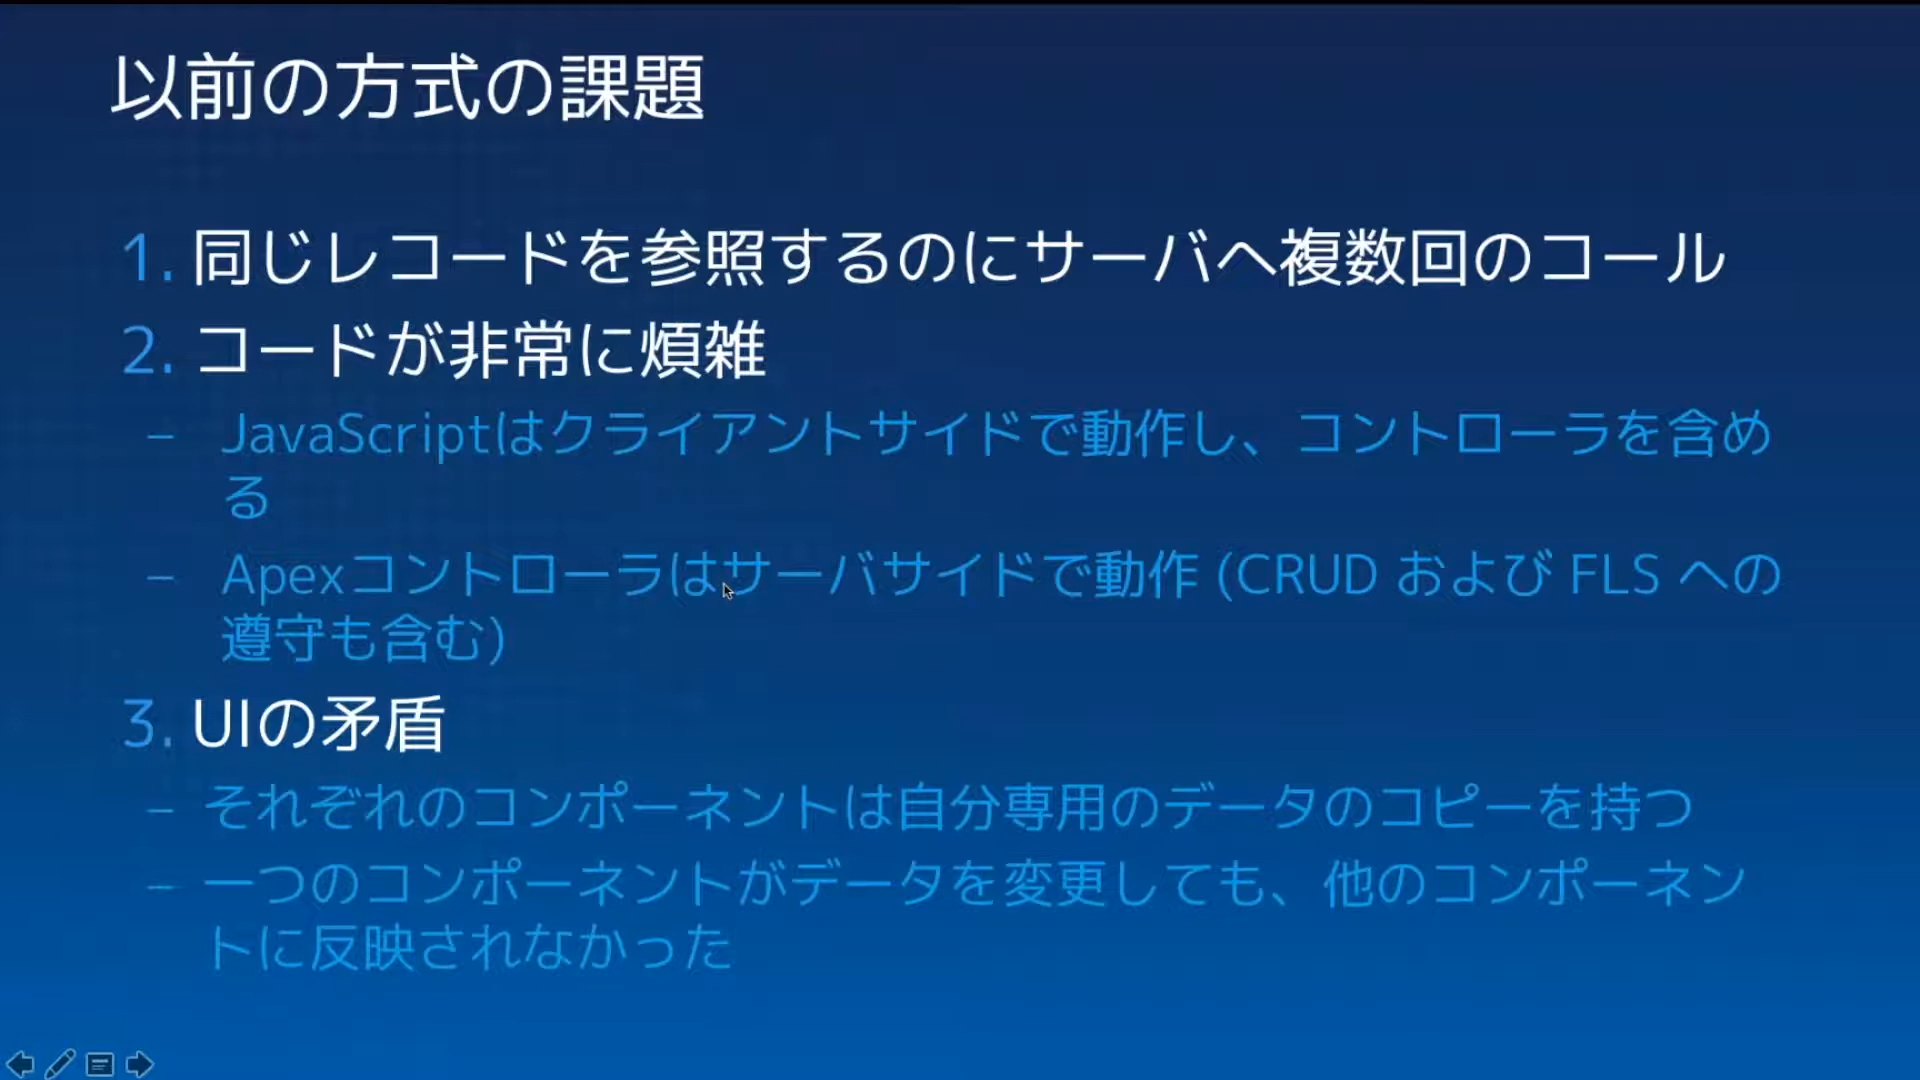 以前の方式の課題
1. 同じレコードを参照するのにサーバへ複数回のコール
2. コードが非常に煩雑
– JavaScriptはクライアントサイドで動作し、コントローラを含め
る
– Apexコントローラはサーバサイドで動作 (CRUD および FLS への
遵守も含む)
3. UIの矛盾
– それぞれのコンポーネントは自分専用のデータのコピーを持つ
– 一つのコンポーネントがデータを変更しても、他のコンポーネン
トに反映されなかった